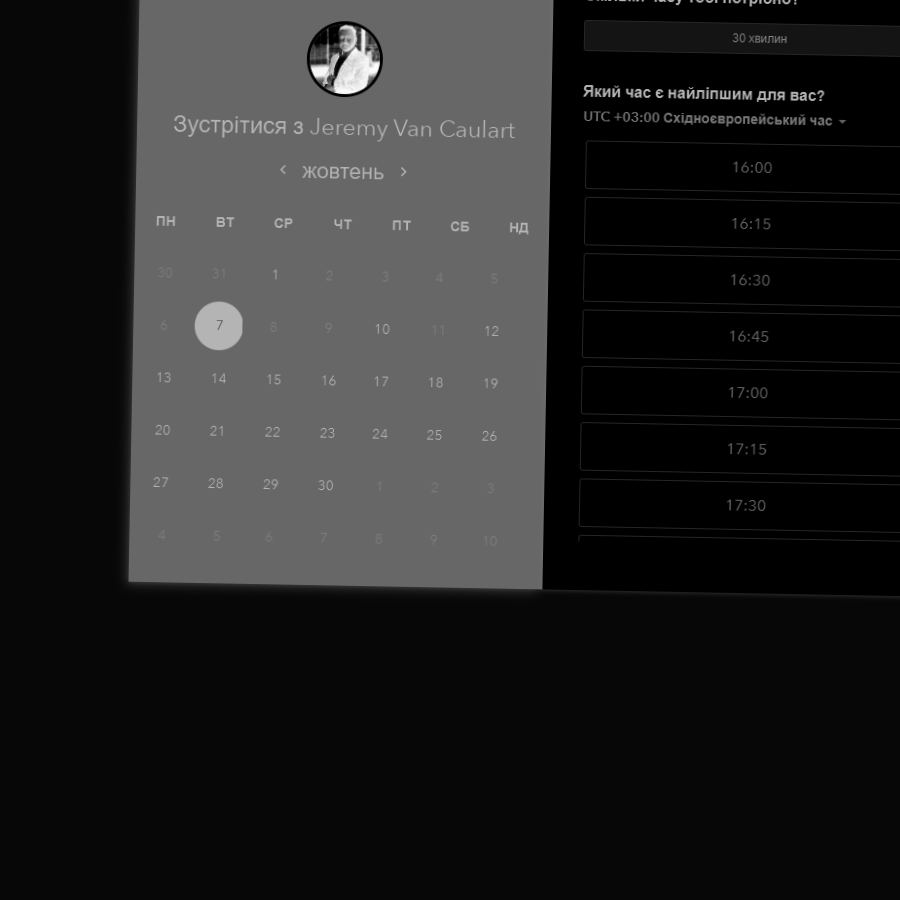 Зустрітися з Jeremy Van Caulart
жовтень
ПН ВТ СР ЧТ ПТ СБ НД
30 31 1 2 3 4 5
6 7 8 9 10 11 12
13 14 15 16 17 18 19
20 21 22 23 24 25 26
27 28 29 30 1 2 3
4 5 6 7 8 9 10
часу тобі потрібно?
30 хвилин
Який час є найліпшим для вас?
UTC +03:00 Східноєвропейський час
16:00
16:15
16:30
16:45
17:00
17:15
17:30